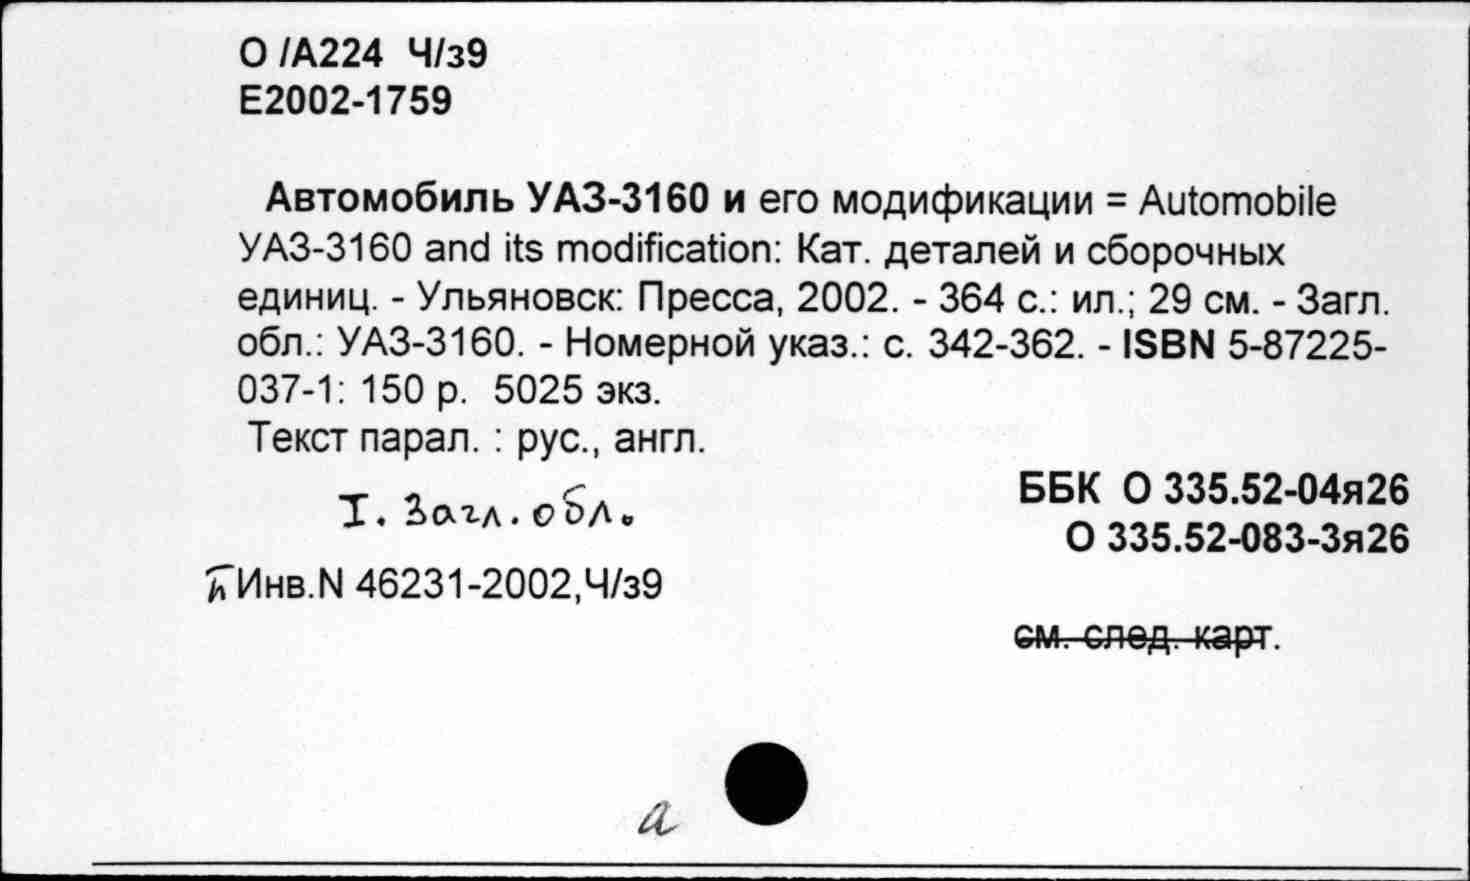 О /А224 Ч/з9
Е2002-1759
Автомобиль УАЗ-3160 и его модификации = Automobile
УАЗ-3160 and its modification: Кат. деталей и сборочных
единиц. - Ульяновск: Пресса, 2002. - 364 с.: ил.; 29 см. - Загл.
обл.: УАЗ-3160. - Номерной указ.: с. 342-362. - ISBN 5-87225-
037-1: 150 р. 5025 экз.
Текст парал. : рус., англ.
ББК О 335.52-04я26
О 335.52-083-3я26
I. Загл. обл.
Инв.N 46231-2002,Ч/з9
см. след. карт.
а